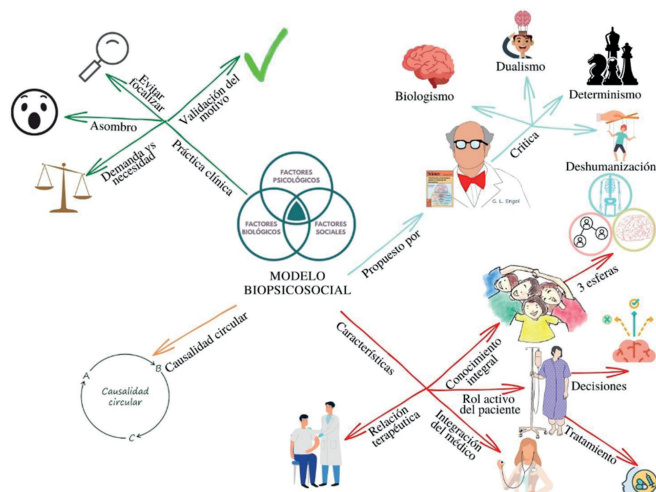 Evitar
focalizar
Validación del
motivo
Asombro
Demanda vs
necesidad
Práctica clínica
FACTORES
PSICOLÓGICOS
FACTORES
BIOLÓGICOS
FACTORES
SOCIALES
MODELO
BIOPSICOSOCIAL
Biologismo
Dualismo
Determinismo
Deshumanización
Critica
G. L. Engel
Propuesto por
Causalidad circular
A
B
C
Causalidad
circular
Características
Conocimiento
integral
3 esferas
Rol activo
del paciente
Decisiones
Tratamiento
Integración
del médico
Relación
terapéutica